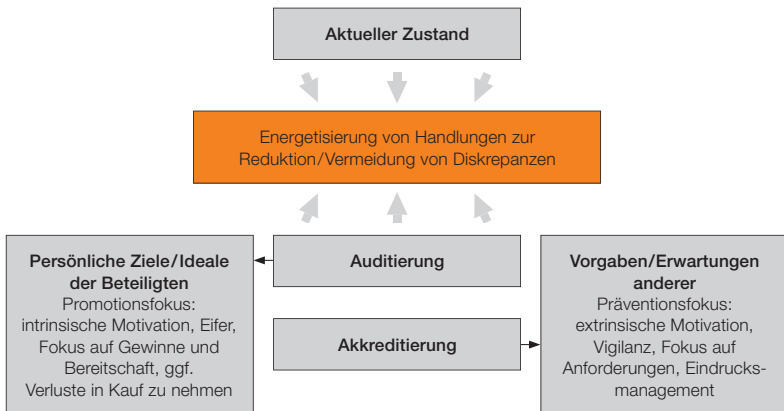 Aktueller Zustand
Energetisierung von Handlungen zur
Reduktion/Vermeidung von Diskrepanzen
Persönliche Ziele/Ideale
der Beteiligten
Promotionsfokus:
intrinsische Motivation, Eifer,
Fokus auf Gewinne und
Bereitschaft, ggf.
Verluste in Kauf zu nehmen
Auditierung
Akkreditierung
Vorgaben/Erwartungen
anderer
Präventionsfokus:
extrinsische Motivation,
Vigilanz, Fokus auf
Anforderungen, Eindrucks-
management